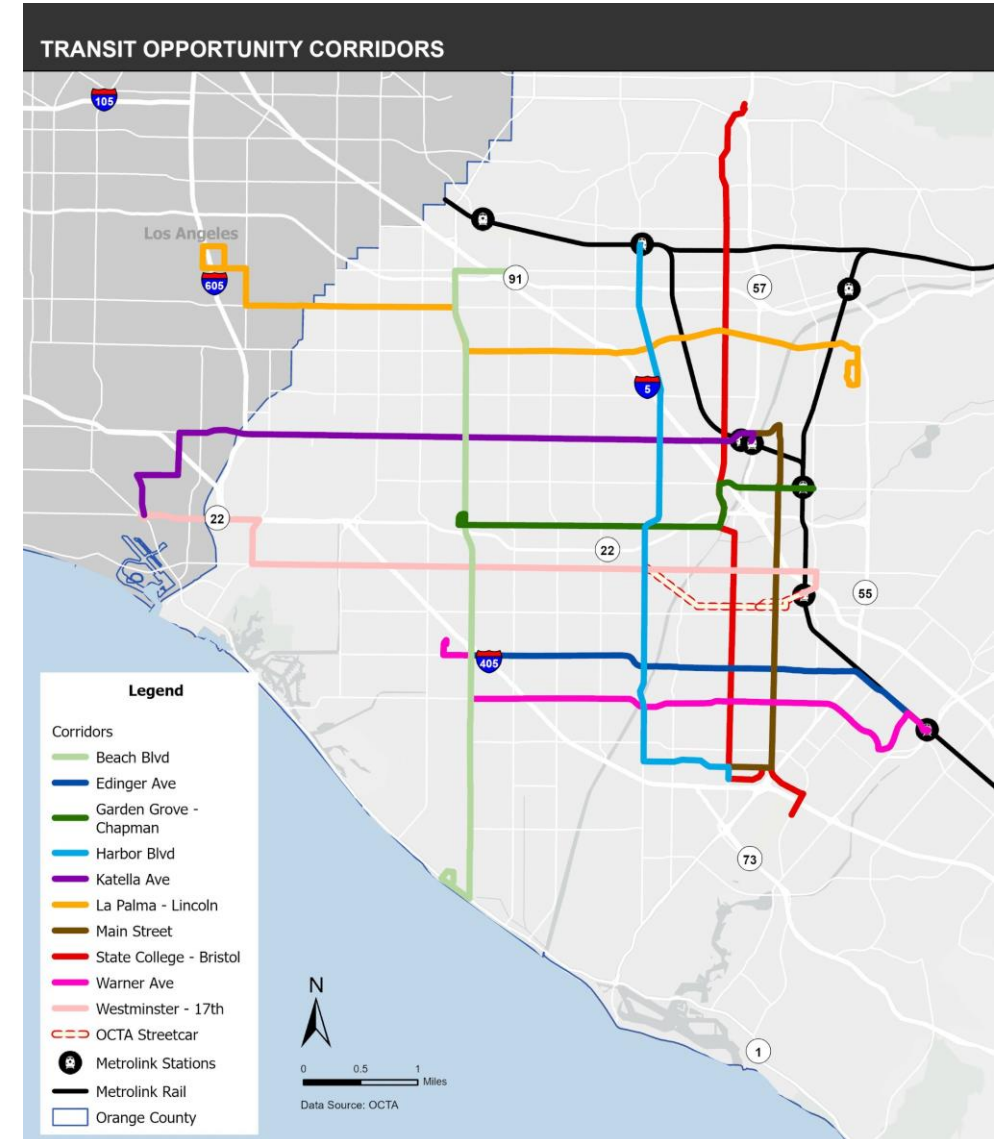 TRANSIT OPPORTUNITY CORRIDORS
105
Los Angeles
605
91
57
5
22
22
55
405
73
1
Legend
Corridors
Beach Blvd
Edinger Ave
Garden Grove -
Chapman
Harbor Blvd
Katella Ave
La Palma - Lincoln
Main Street
State College - Bristol
Warner Ave
Westminster - 17th
OCTA Streetcar
Metrolink Stations
Metrolink Rail
Orange County
N
0 0.5 1
Miles
Data Source: OCTA